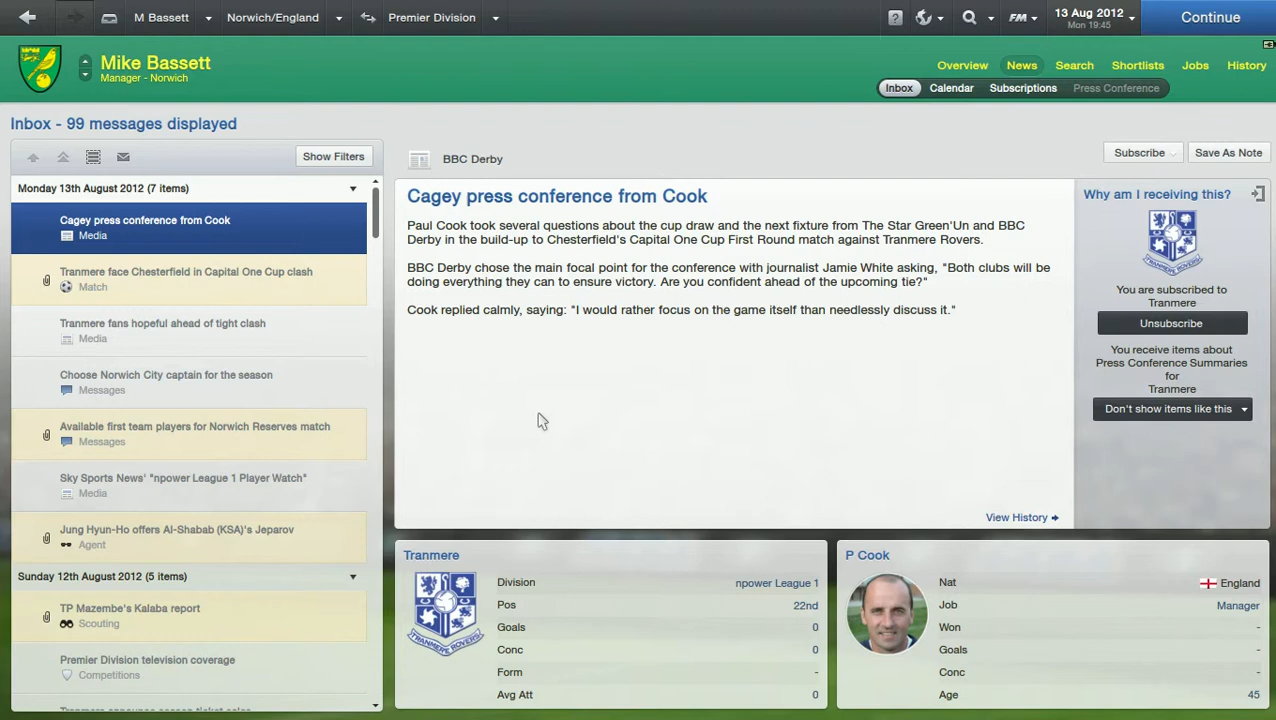 M Bassett
Norwich/England
Premier Division
?
FM
13 Aug 2012
Mon 19:45
Continue
Mike Bassett
Manager - Norwich
Overview
News
Search
Shortlists
Jobs
History
Inbox
Calendar
Subscriptions
Press Conference
Inbox - 99 messages displayed
Show Filters
Monday 13th August 2012 (7 items)
Cagey press conference from Cook
Media
Tranmere face Chesterfield in Capital One Cup clash
Match
Tranmere fans hopeful ahead of tight clash
Media
Choose Norwich City captain for the season
Messages
Available first team players for Norwich Reserves match
Messages
Sky Sports News' "npower League 1 Player Watch"
Media
Jung Hyun-Ho offers Al-Shabab (KSA)'s Jeparov
Agent
Sunday 12th August 2012 (5 items)
TP Mazembe's Kalaba report
Scouting
Premier Division television coverage
Competitions
Tranmere announce season ticket sales
BBC Derby
Subscribe
Save As Note
Cagey press conference from Cook
Paul Cook took several questions about the cup draw and the next fixture from The Star Green'Un and BBC
Derby in the build-up to Chesterfield's Capital One Cup First Round match against Tranmere Rovers.
BBC Derby chose the main focal point for the conference with journalist Jamie White asking, "Both clubs will be
doing everything they can to ensure victory. Are you confident ahead of the upcoming tie?"
Cook replied calmly, saying: "I would rather focus on the game itself than needlessly discuss it."
View History
Why am I receiving this?
You are subscribed to
Tranmere
Unsubscribe
You receive items about
Press Conference Summaries
for
Tranmere
Don't show items like this
Tranmere
TRANMERE ROVERS
Division npower League 1
Pos 22nd
Goals 0
Conc 0
Form -
Avg Att 0
P Cook
Nat England
Job Manager
Won -
Goals -
Conc -
Age 45